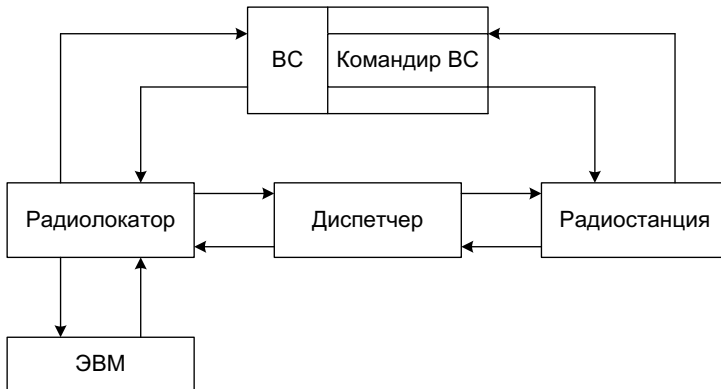 ВС
Командир ВС
Радиолокатор
Диспетчер
Радиостанция
ЭВМ